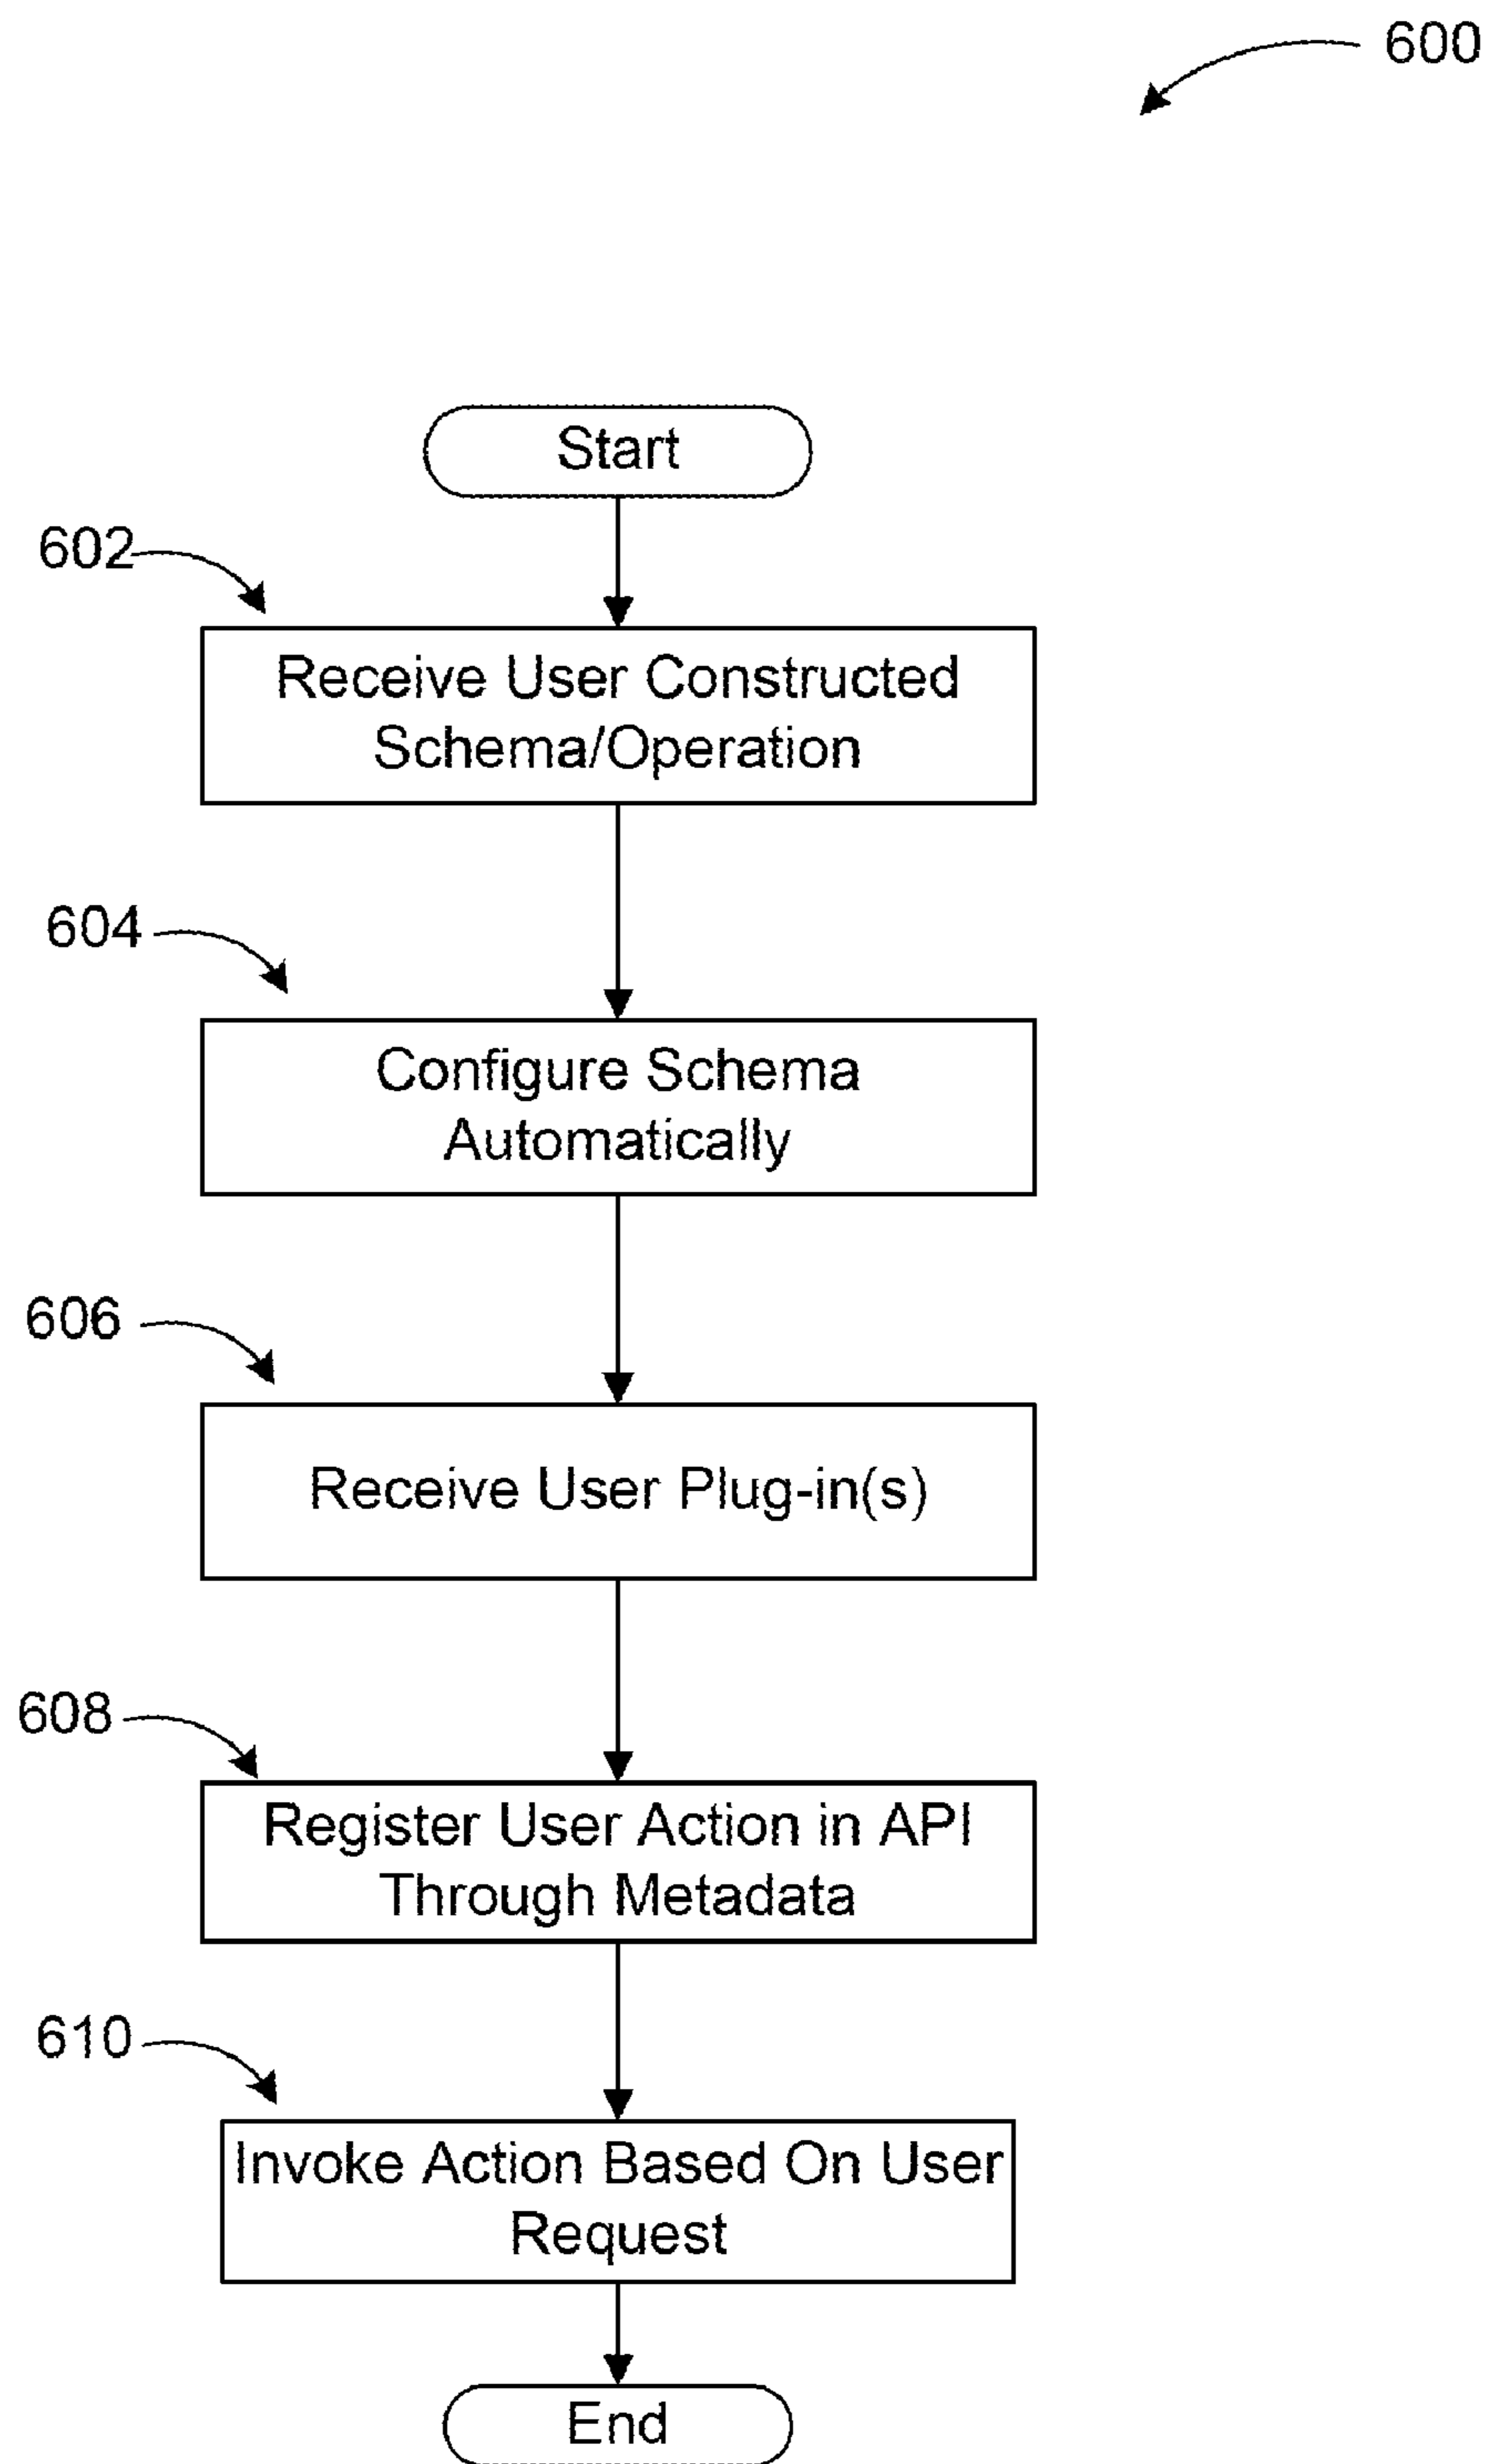 600
Start
602
Receive User Constructed
Schema/Operation
604
Configure Schema
Automatically
606
Receive User Plug-in(s)
608
Register User Action in API
Through Metadata
610
Invoke Action Based On User
Request
End